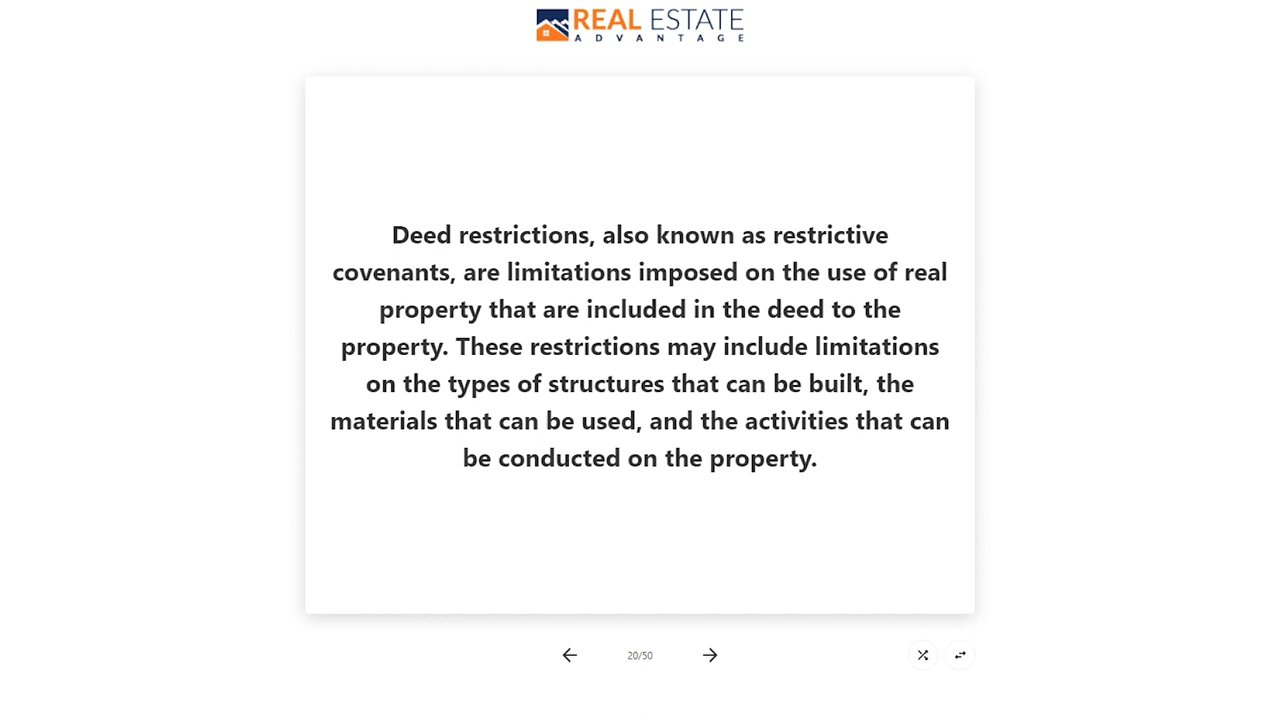 REAL ESTATE
ADVANTAGE
Deed restrictions, also known as restrictive
covenants, are limitations imposed on the use of real
property that are included in the deed to the
property. These restrictions may include limitations
on the types of structures that can be built, the
materials that can be used, and the activities that can
be conducted on the property.
20/50